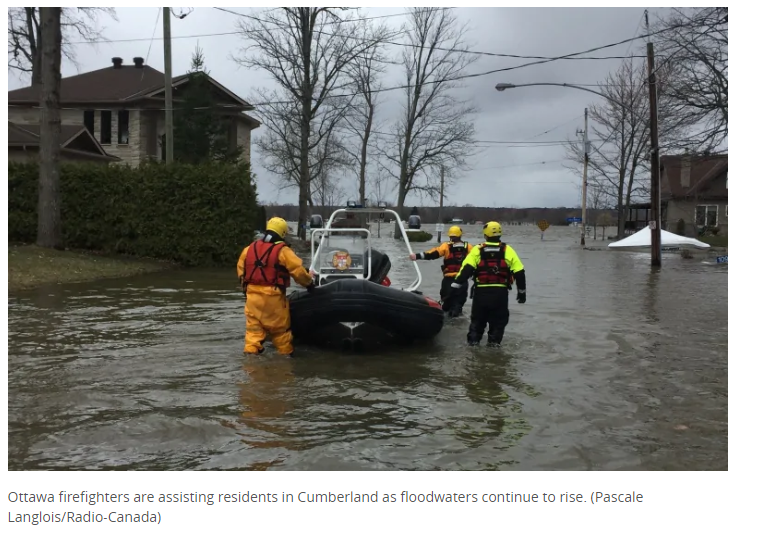 Ottawa firefighters are assisting residents in Cumberland as floodwaters continue to rise. (Pascale
Langlois/Radio-Canada)